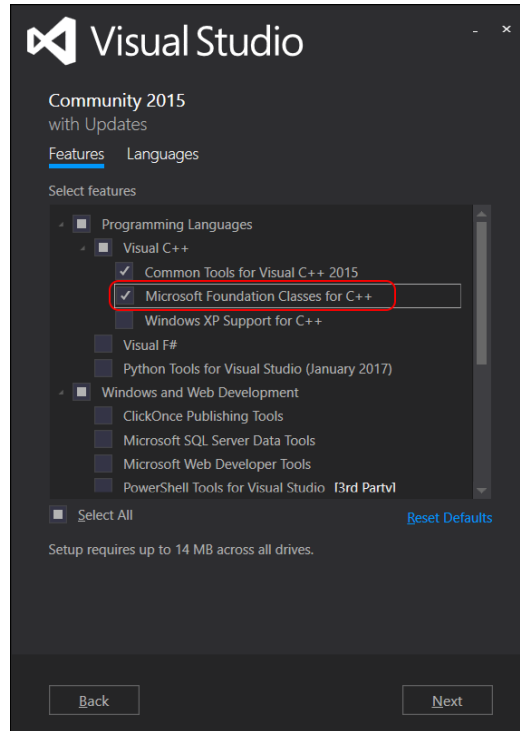 Visual Studio
Community 2015
with Updates
Features Languages
Select features
Programming Languages
Visual C++
Common Tools for Visual C++ 2015
Microsoft Foundation Classes for C++
Windows XP Support for C++
Visual F#
Python Tools for Visual Studio (January 2017)
Windows and Web Development
ClickOnce Publishing Tools
Microsoft SQL Server Data Tools
Microsoft Web Developer Tools
PowerShell Tools for Visual Studio [3rd Party]
Select All Reset Defaults
Setup requires up to 14 MB across all drives.
Back Next